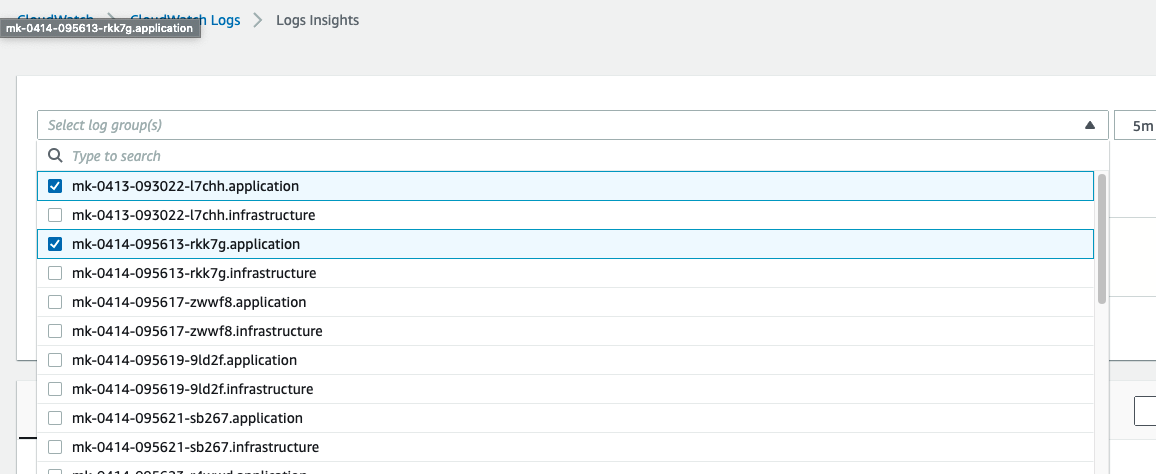 CloudWatch > CloudWatch Logs > Logs Insights
mk-0414-095613-rkk7g.application
Select log group(s)
5m
Type to search
mk-0413-093022-l7chh.application
mk-0413-093022-l7chh.infrastructure
mk-0414-095613-rkk7g.application
mk-0414-095613-rkk7g.infrastructure
mk-0414-095617-zwwf8.application
mk-0414-095617-zwwf8.infrastructure
mk-0414-095619-9ld2f.application
mk-0414-095619-9ld2f.infrastructure
mk-0414-095621-sb267.application
mk-0414-095621-sb267.infrastructure